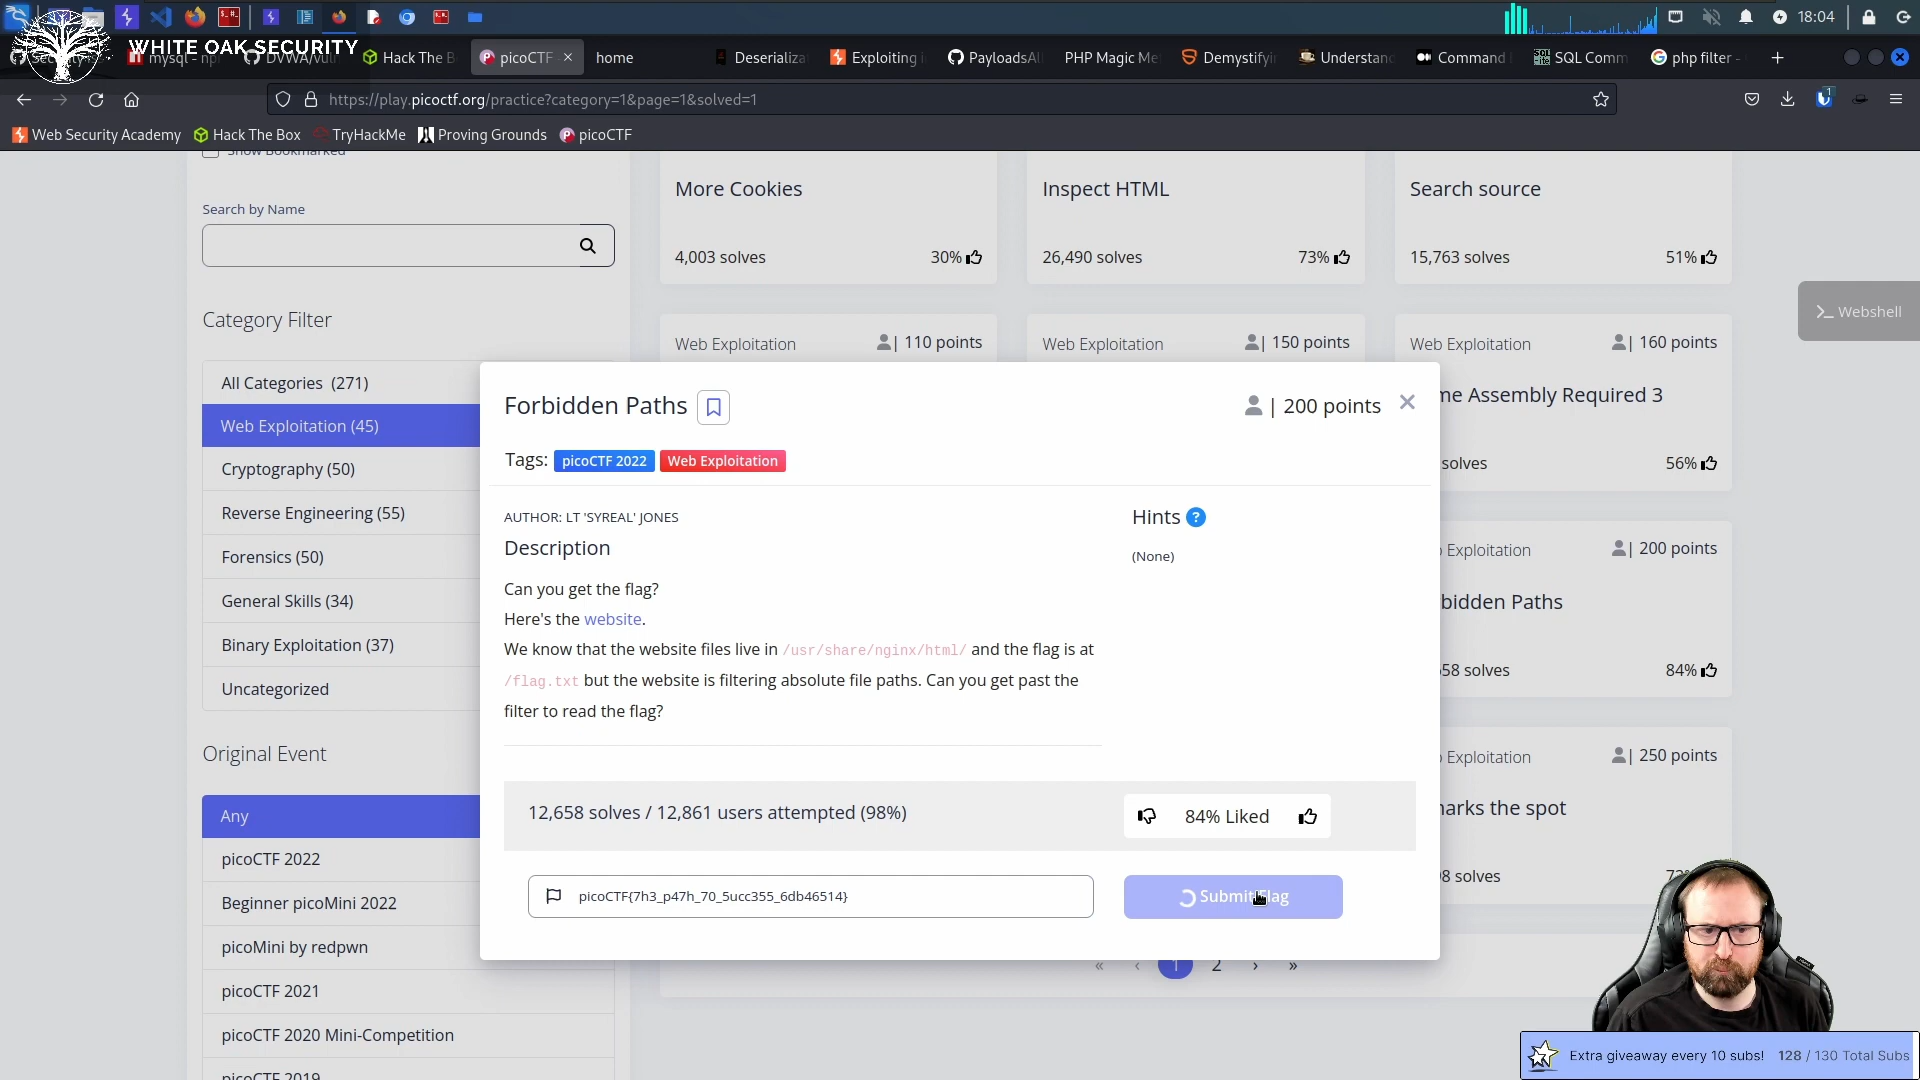 18:04
WHITE OAK SECURITY
mysql - np
DVWA/vul
Hack The B
picoCTF
home
Deserializa
Exploiting
PayloadsAl
PHP Magic Me
Demystifyin
Understand
Command
SQL Comm
php filter -
https://play.picoctf.org/practice?category=1&page=1&solved=1
1
Web Security Academy
Hack The Box
TryHackMe
Proving Grounds
picoCTF
Show Bookmarked
Search by Name
Category Filter
All Categories (271)
Web Exploitation (45)
Cryptography (50)
Reverse Engineering (55)
Forensics (50)
General Skills (34)
Binary Exploitation (37)
Uncategorized
Original Event
Any
picoCTF 2022
Beginner picoMini 2022
picoMini by redpwn
picoCTF 2021
picoCTF 2020 Mini-Competition
picoCTF 2019
More Cookies
4,003 solves
30%
Inspect HTML
26,490 solves
73%
Search source
15,763 solves
51%
>_ Webshell
Web Exploitation
| 110 points
Web Exploitation
| 150 points
Web Exploitation
| 160 points
me Assembly Required 3
solves
56%
Exploitation
| 200 points
bidden Paths
58 solves
84%
Exploitation
| 250 points
arks the spot
8 solves
Forbidden Paths
| 200 points
Tags: picoCTF 2022 Web Exploitation
AUTHOR: LT 'SYREAL' JONES
Description
Can you get the flag?
Here's the website.
We know that the website files live in /usr/share/nginx/html/ and the flag is at
/flag.txt but the website is filtering absolute file paths. Can you get past the
filter to read the flag?
Hints ?
(None)
12,658 solves / 12,861 users attempted (98%)
84% Liked
picoCTF{7h3_p47h_70_5ucc355_6db46514}
Submit Flag
« ‹ 1 2 › »
Extra giveaway every 10 subs! 128 / 130 Total Subs